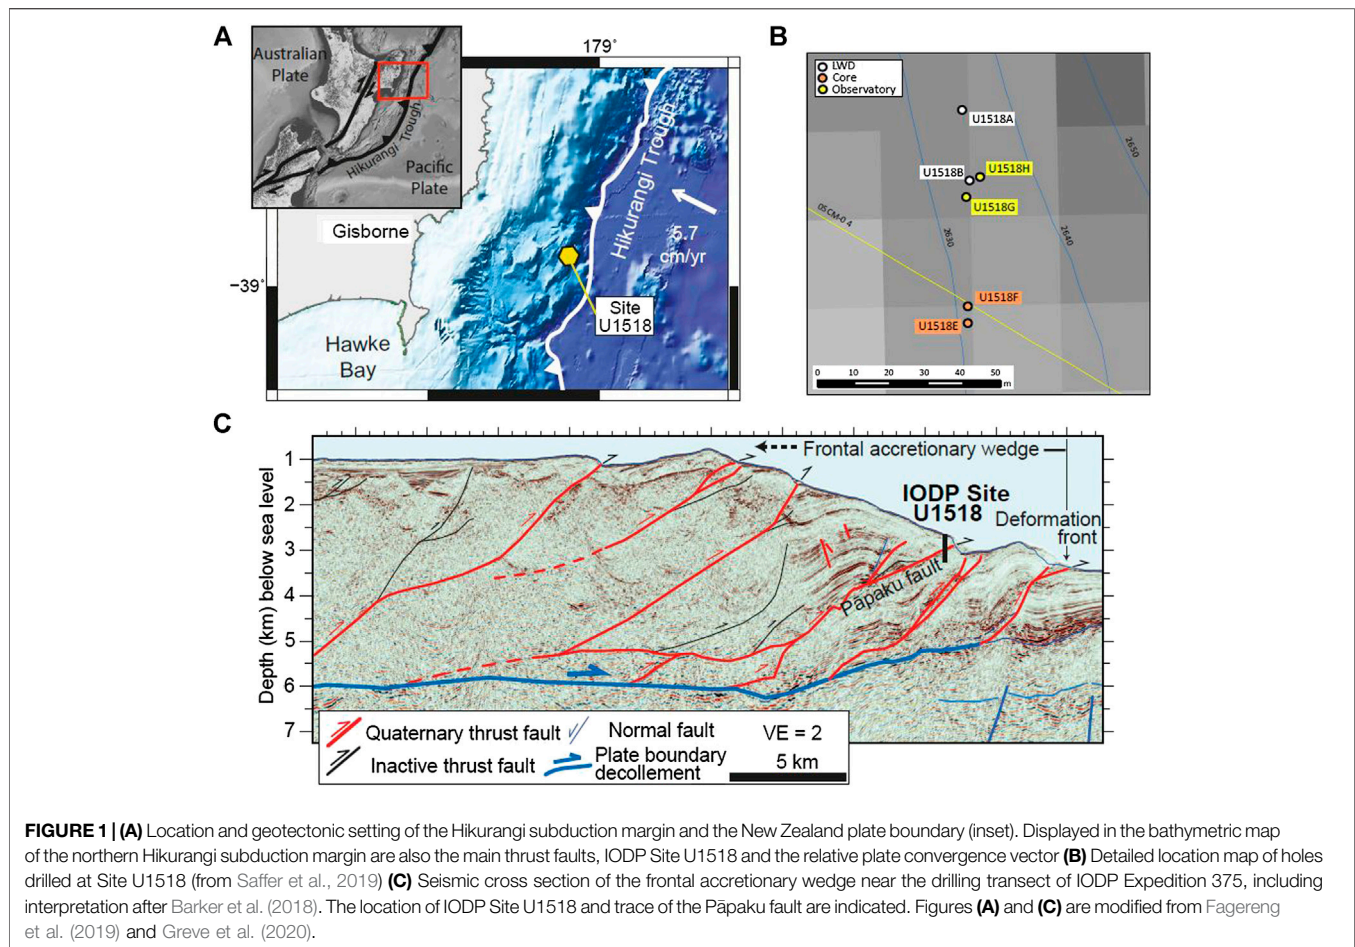 A
179°
Australian
Plate
Hikurangi Trough
Pacific
Plate
Gisborne
Hikurangi Trough
5.7
cm/yr
−39°
Site
U1518
Hawke
Bay
B
LWD
Core
Observatory
U1518A
2650
U1518B
U1518H
U1518G
05CM-04
2630
2640
U1518F
U1518E
0 10 20 30 40 50
m
C
Frontal accretionary wedge
IODP Site
U1518
Deformation
front
Pāpaku fault
Depth (km) below sea level
1
2
3
4
5
6
7
Quaternary thrust fault
Normal fault
VE = 2
Inactive thrust fault
Plate boundary
decollement
5 km
FIGURE 1 | (A) Location and geotectonic setting of the Hikurangi subduction margin and the New Zealand plate boundary (inset). Displayed in the bathymetric map
of the northern Hikurangi subduction margin are also the main thrust faults, IODP Site U1518 and the relative plate convergence vector (B) Detailed location map of holes
drilled at Site U1518 (from Saffer et al., 2019) (C) Seismic cross section of the frontal accretionary wedge near the drilling transect of IODP Expedition 375, including
interpretation after Barker et al. (2018). The location of IODP Site U1518 and trace of the Pāpaku fault are indicated. Figures (A) and (C) are modified from Fagereng
et al. (2019) and Greve et al. (2020).